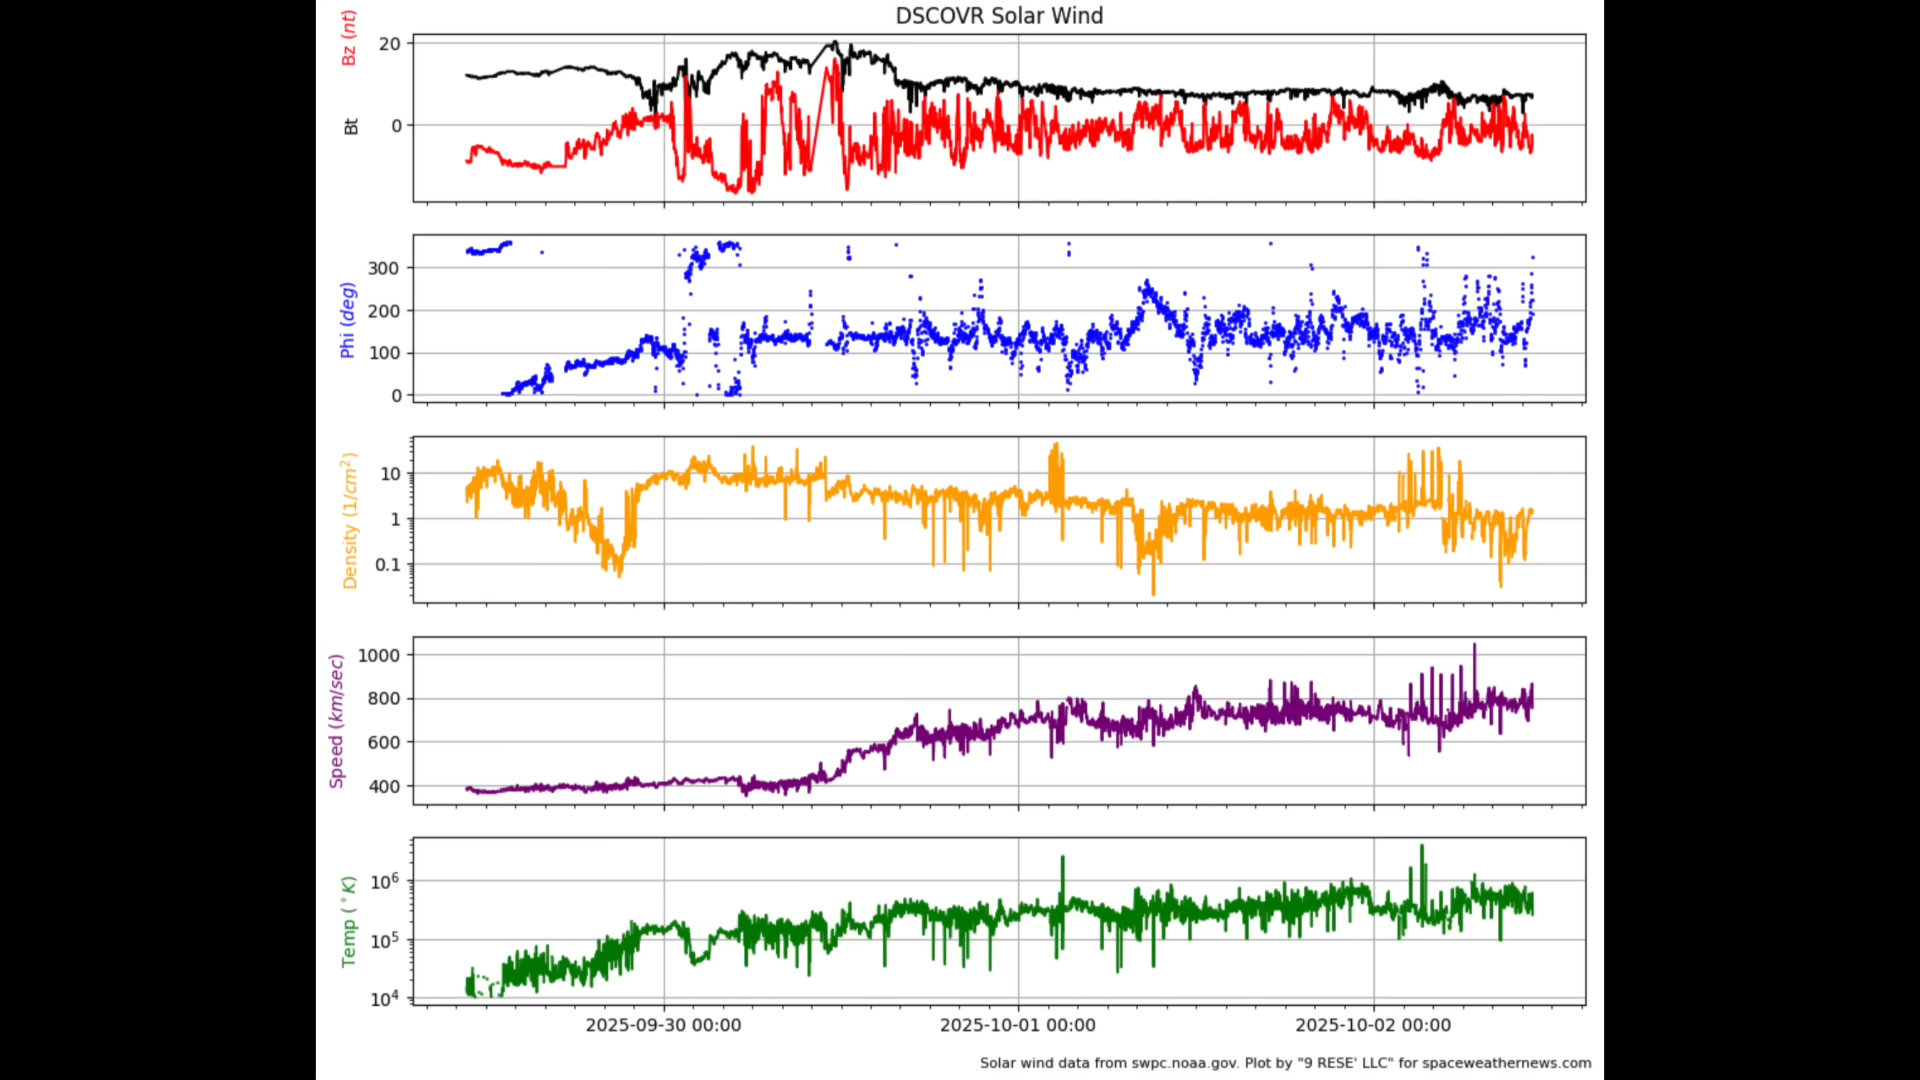 DSCOVR Solar Wind
Bt Bz (nt)
20
0
Phi (deg)
300
200
100
0
Density (1/cm²)
10
1
0.1
Speed (km/sec)
1000
800
600
400
Temp (°K)
10⁶
10⁵
10⁴
2025-09-30 00:00 2025-10-01 00:00 2025-10-02 00:00
Solar wind data from swpc.noaa.gov. Plot by "9 RESE' LLC" for spaceweathernews.com